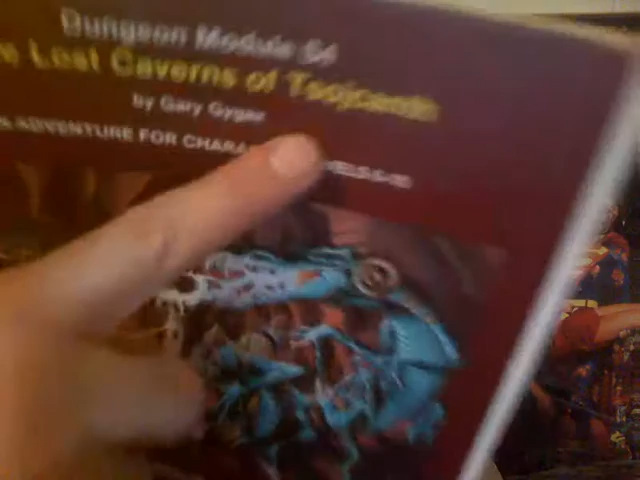 Dungeon Module S4
Lost Caverns of Tsojcanth
by Gary Gygax
ADVENTURE FOR CHARA